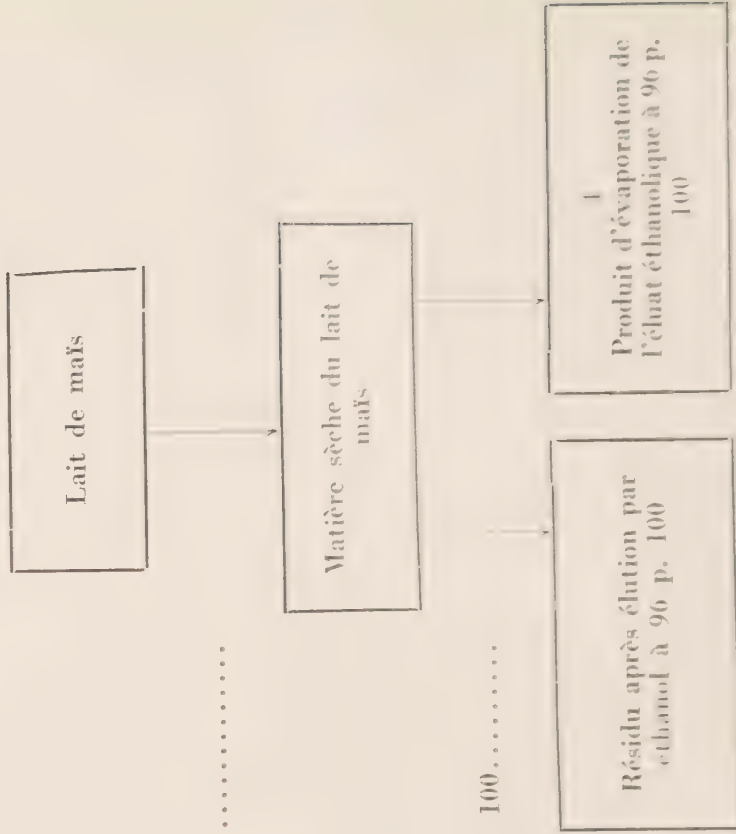 Lait de maïs
....................
Matière sèche du lait de
maïs
100..........
Résidu après élution par
éthanol à 96 p. 100
1
Produit d'évaporation de
l'éluat éthanolique à 96 p.
100